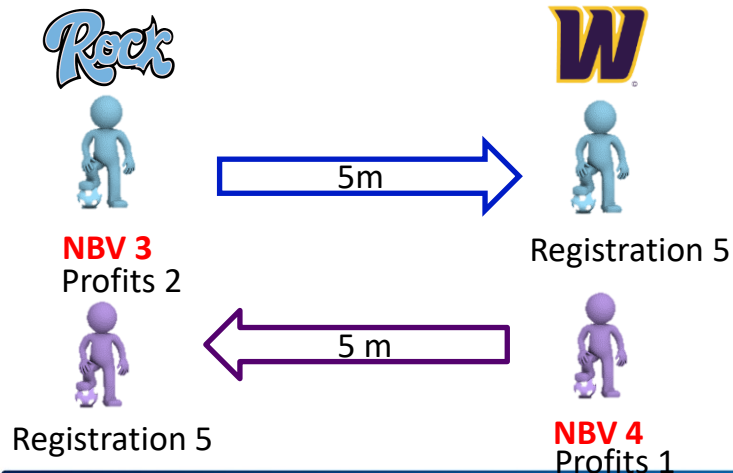 Rock
W
5m
NBV 3
Profits 2
Registration 5
5 m
Registration 5
NBV 4
Profits 1